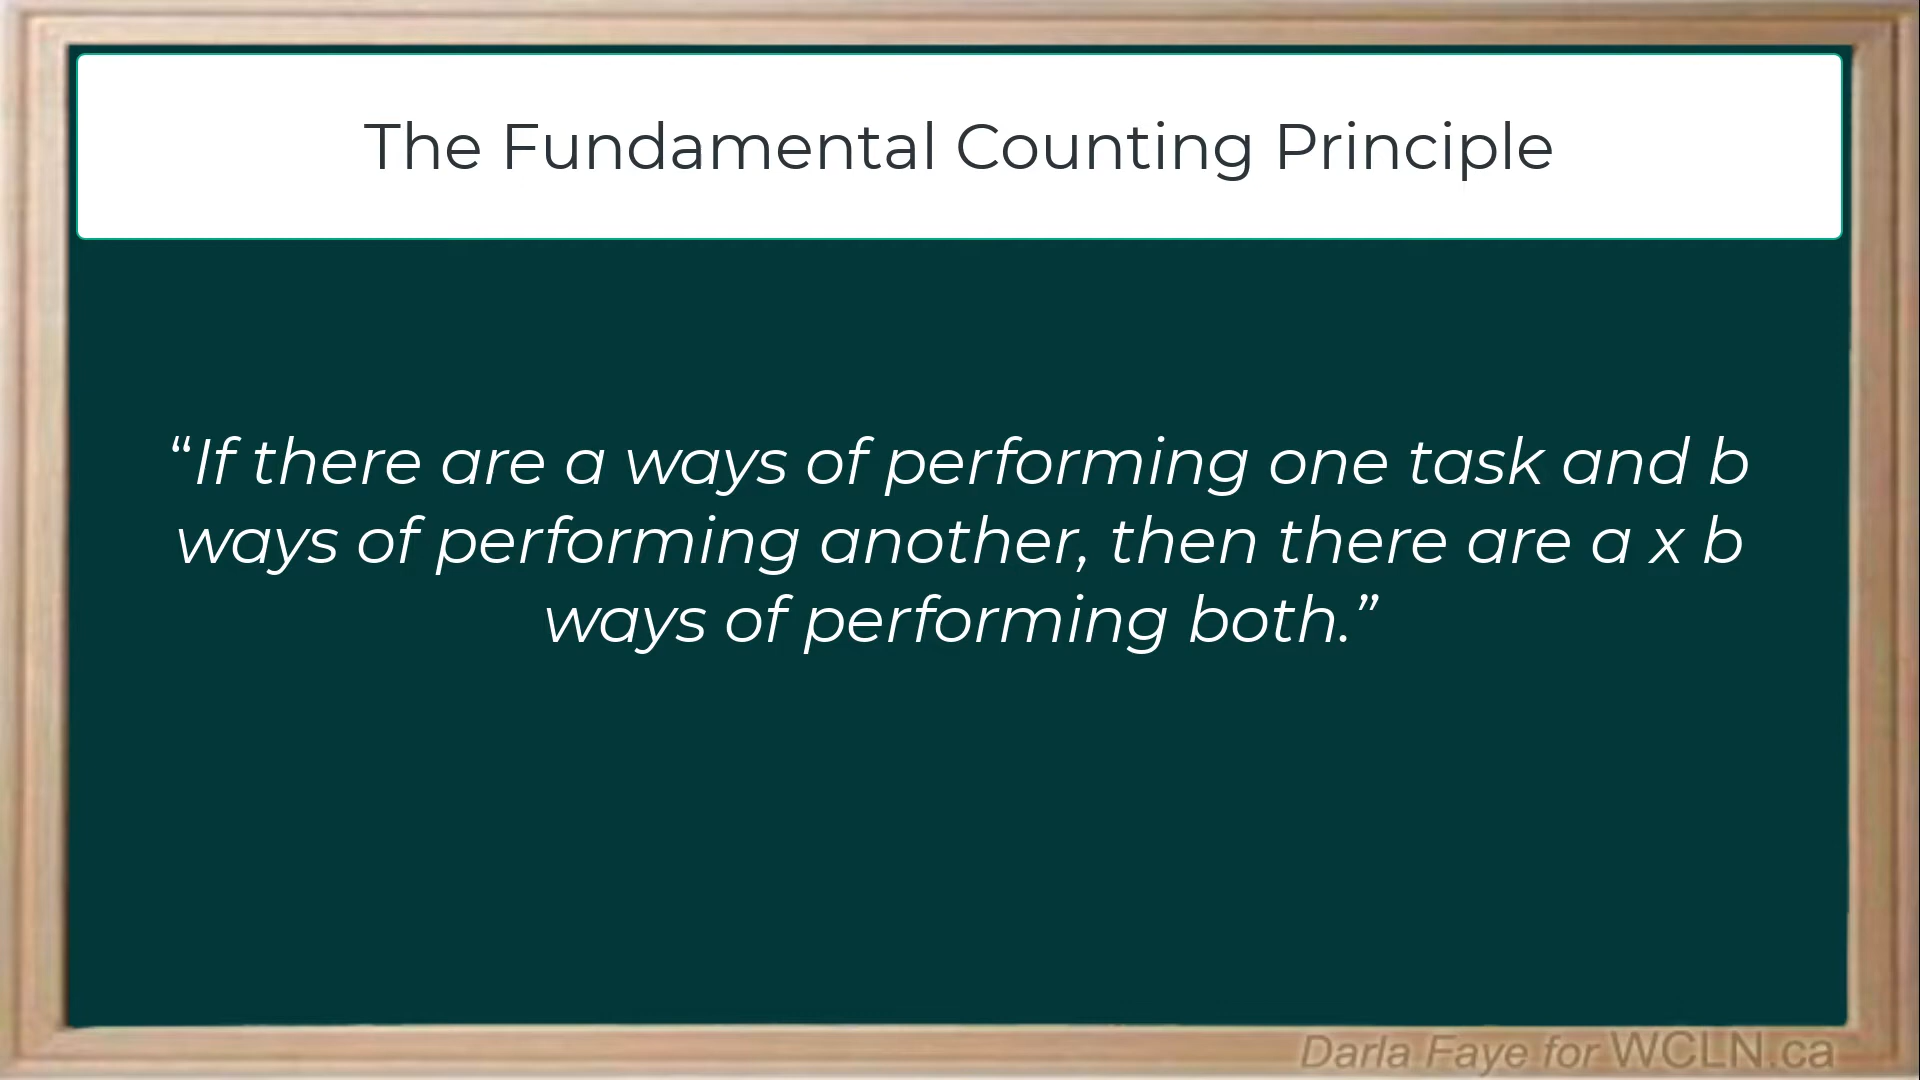 The Fundamental Counting Principle
“If there are a ways of performing one task and b
ways of performing another, then there are a x b
ways of performing both.”
Darla Faye for WCLN.ca